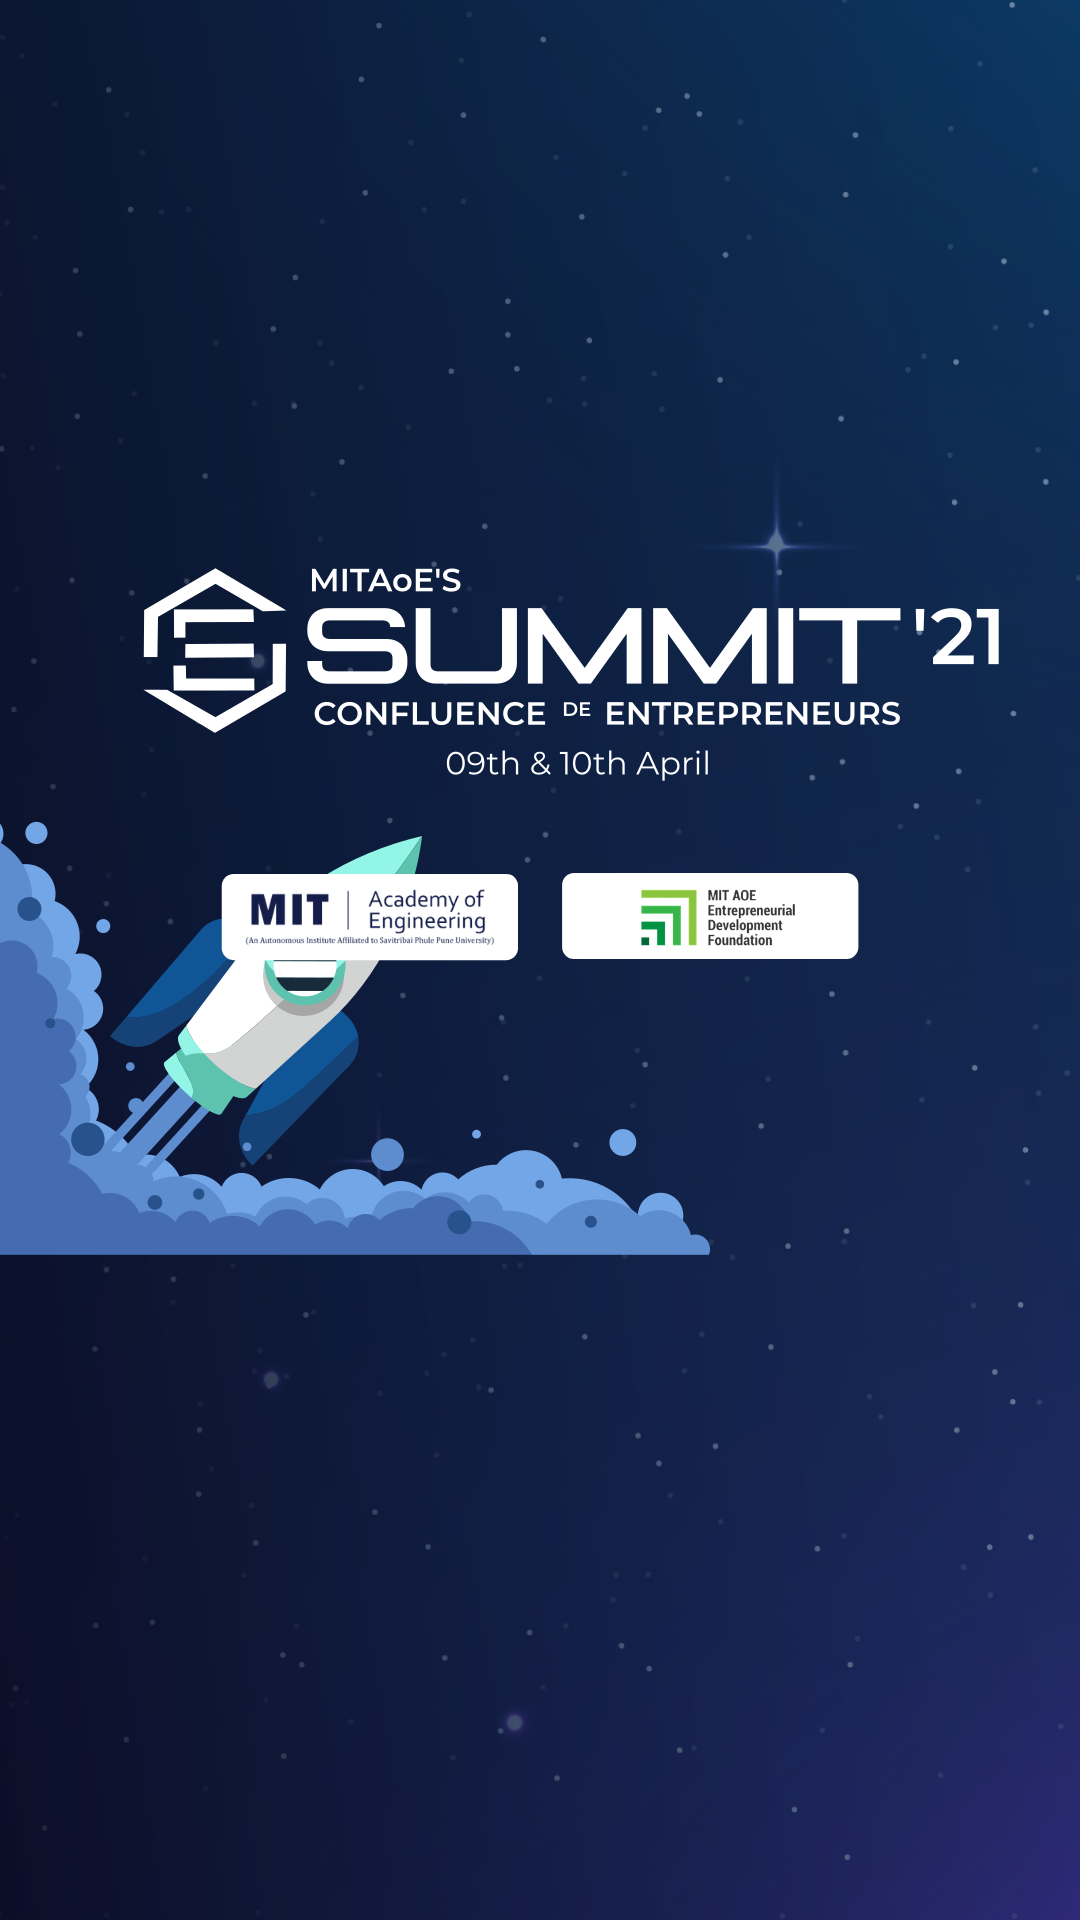 MITAoE'S
SUMMIT '21
CONFLUENCE DE ENTREPRENEURS
09th & 10th April
MIT
Academy of
Engineering
(An Autonomous Institute Affiliated to Savitribai Phule Pune University)
MIT AOE
Entrepreneurial
Development
Foundation